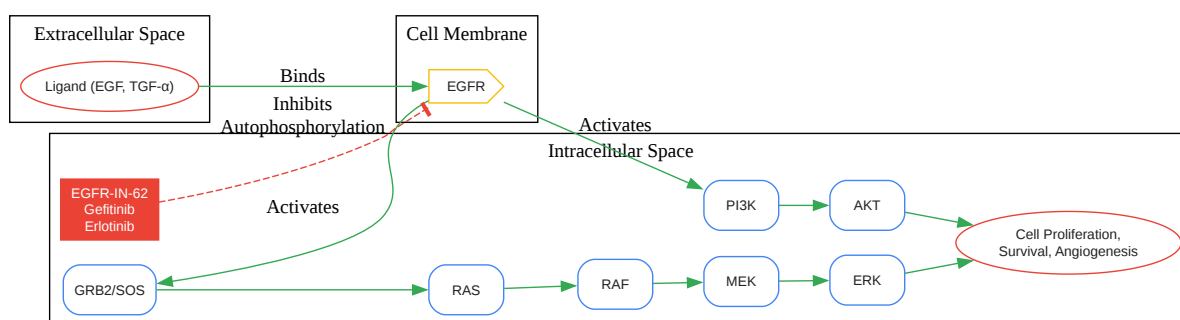 Extracellular Space
Cell Membrane
Ligand (EGF, TGF-α)
Binds
EGFR
Inhibits
Autophosphorylation
Activates
Intracellular Space
EGFR-IN-62
Gefitinib
Erlotinib
Activates
PI3K
AKT
Cell Proliferation,
Survival, Angiogenesis
GRB2/SOS
RAS
RAF
MEK
ERK